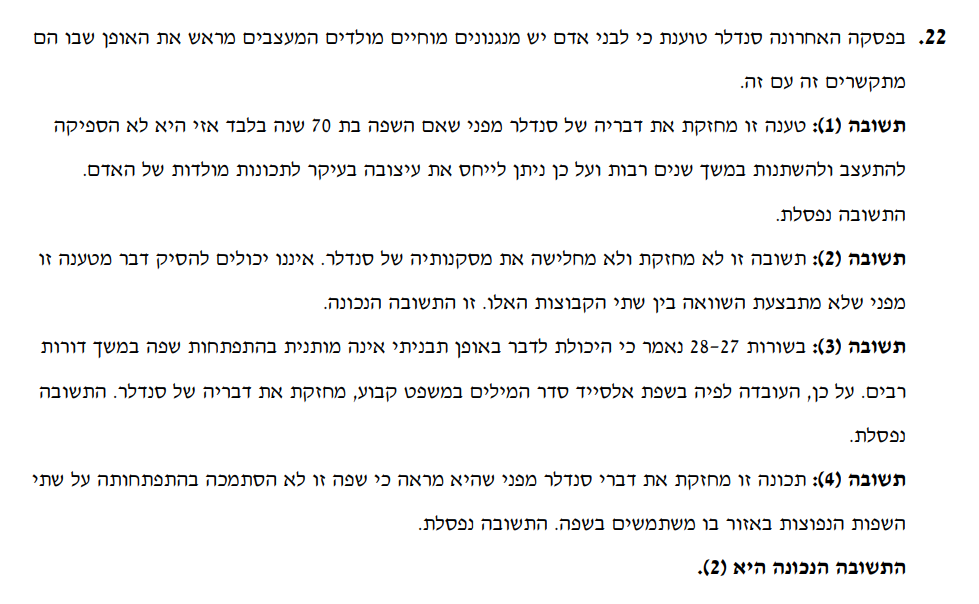 22. בפסקה האחרונה סנדלר טוענת כי לבני אדם יש מנגנונים מוחיים מולדים המעצבים מראש את האופן שבו הם
מתקשרים זה עם זה.
תשובה (1): טענה זו מחזקת את דבריה של סנדלר מפני שאם השפה בת 70 שנה בלבד אזי היא לא הספיקה
להתעצב ולהשתנות במשך שנים רבות ועל כן ניתן לייחס את עיצובה בעיקר לתכונות מולדות של האדם.
התשובה נפסלת.
תשובה (2): תשובה זו לא מחזקת ולא מחלישה את מסקנותיה של סנדלר. איננו יכולים להסיק דבר מטענה זו
מפני שלא מתבצעת השוואה בין שתי הקבוצות האלו. זו התשובה הנכונה.
תשובה (3): בשורות 27-28 נאמר כי היכולת לדבר באופן תבניתי אינה מותנית בהתפתחות שפה במשך דורות
רבים. על כן, העובדה לפיה בשפת אלסייד סדר המילים במשפט קבוע, מחזקת את דבריה של סנדלר. התשובה
נפסלת.
תשובה (4): תכונה זו מחזקת את דברי סנדלר מפני שהיא מראה כי שפה זו לא הסתמכה בהתפתחותה על שתי
השפות הנפוצות באזור בו משתמשים בשפה. התשובה נפסלת.
התשובה הנכונה היא (2).